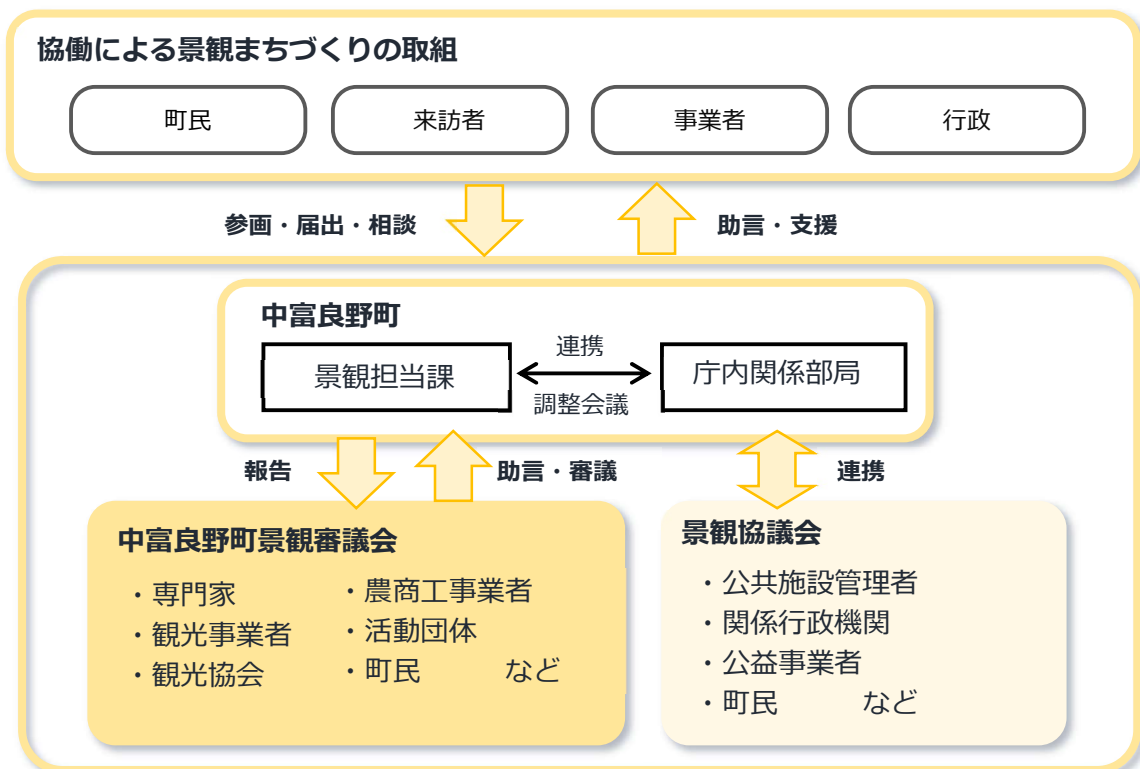 協働による景観まちづくりの取組
町民
来訪者
事業者
行政
参画・届出・相談
助言・支援
中富良野町
景観担当課
連携
調整会議
庁内関係部局
報告
助言・審議
連携
中富良野町景観審議会
・専門家
・観光事業者
・観光協会
・農商工事業者
・活動団体
・町民 など
景観協議会
・公共施設管理者
・関係行政機関
・公益事業者
・町民 など